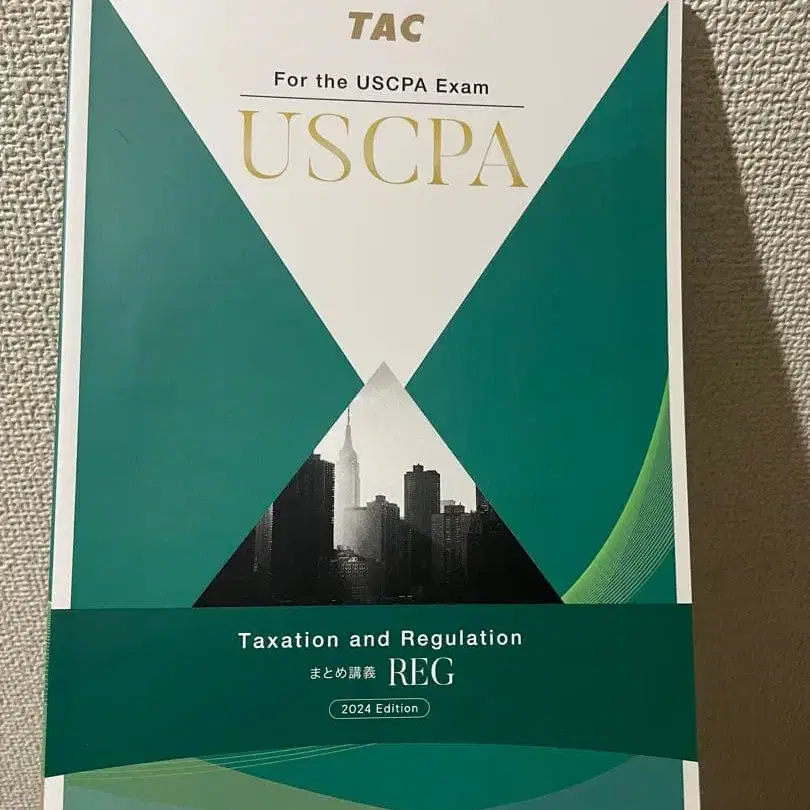 TAC
For the USCPA Exam
USCPA
Taxation and Regulation
まとめ講義 REG
2024 Edition